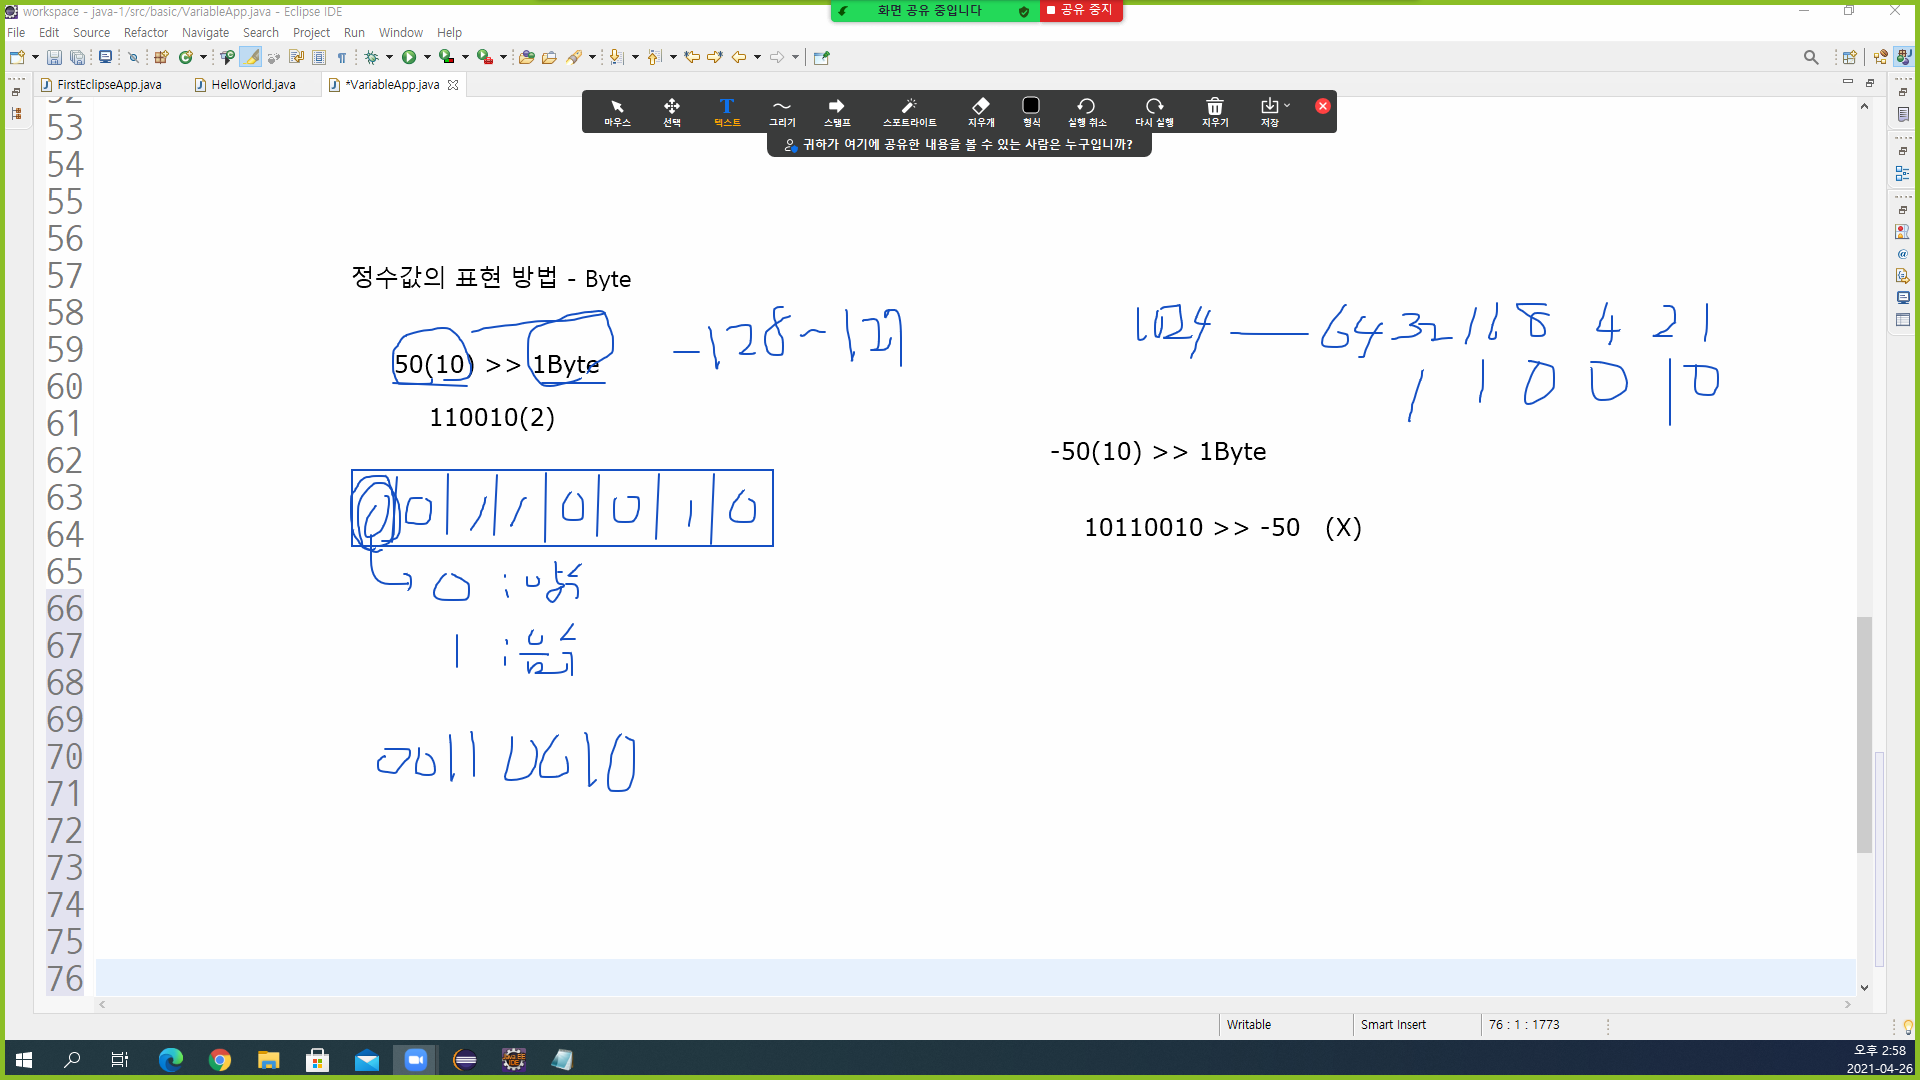 workspace - java-1/src/basic/VariableApp.java - Eclipse IDE
화면 공유 중입니다
공유 중지
File Edit Source Refactor Navigate Search Project Run Window Help
FirstEclipseApp.java HelloWorld.java *VariableApp.java
마우스 선택 텍스트 그리기 스탬프 스포트라이트 지우개 형식 실행 취소 다시 실행 지우기 저장
귀하가 여기에 공유한 내용을 볼 수 있는 사람은 누구입니까?
52
53
54
55
56
57
58
59
60
61
62
63
64
65
66
67
68
69
70
71
72
73
74
75
76
정수값의 표현 방법 - Byte
-128~127
50(10) >> 1Byte
110010(2)
0 0 1 1 0 0 1 0
0 : 양수
1 : 음수
0011 0010
1024 — 64 32 16 8 4 2 1
1 1 0 0 1 0
-50(10) >> 1Byte
10110010 >> -50 (X)
Writable Smart Insert 76 : 1 : 1773
오후 2:58
2021-04-26